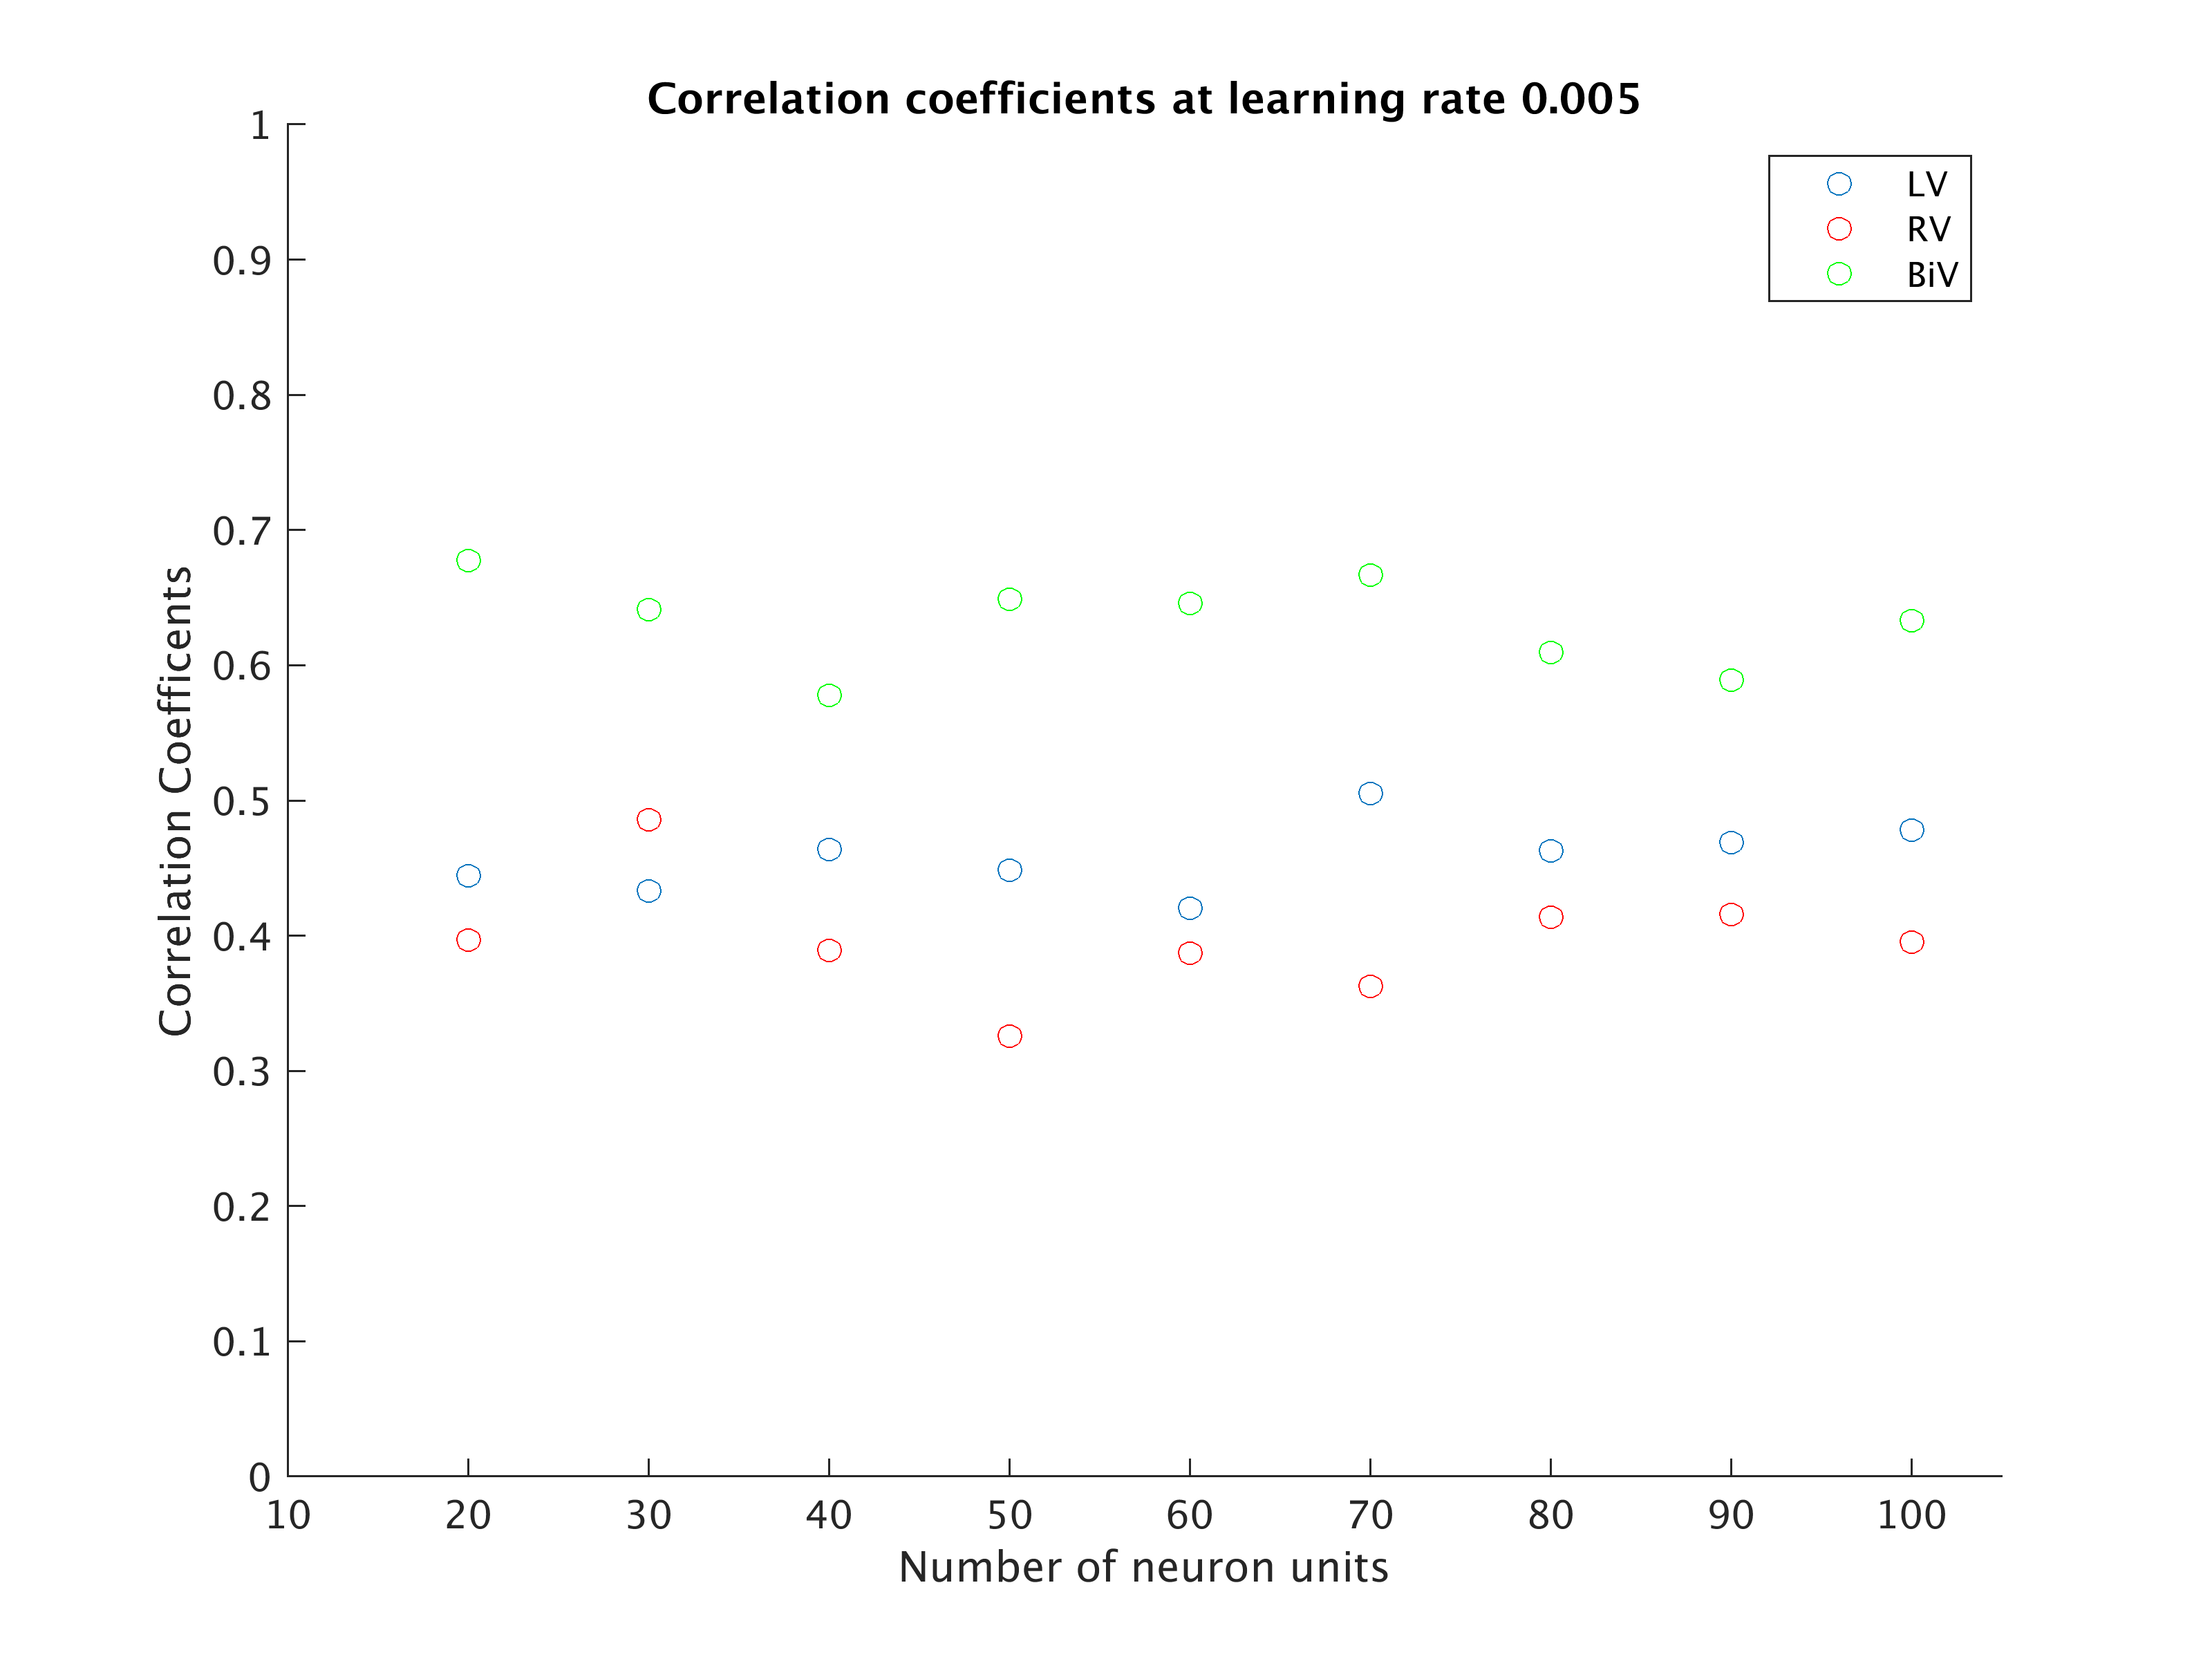 Correlation coefficients at learning rate 0.005
1
0.9
0.8
0.7
0.6
0.5
0.4
0.3
0.2
0.1
0
Correlation Coefficents
LV
RV
BiV
10 20 30 40 50 60 70 80 90 100
Number of neuron units